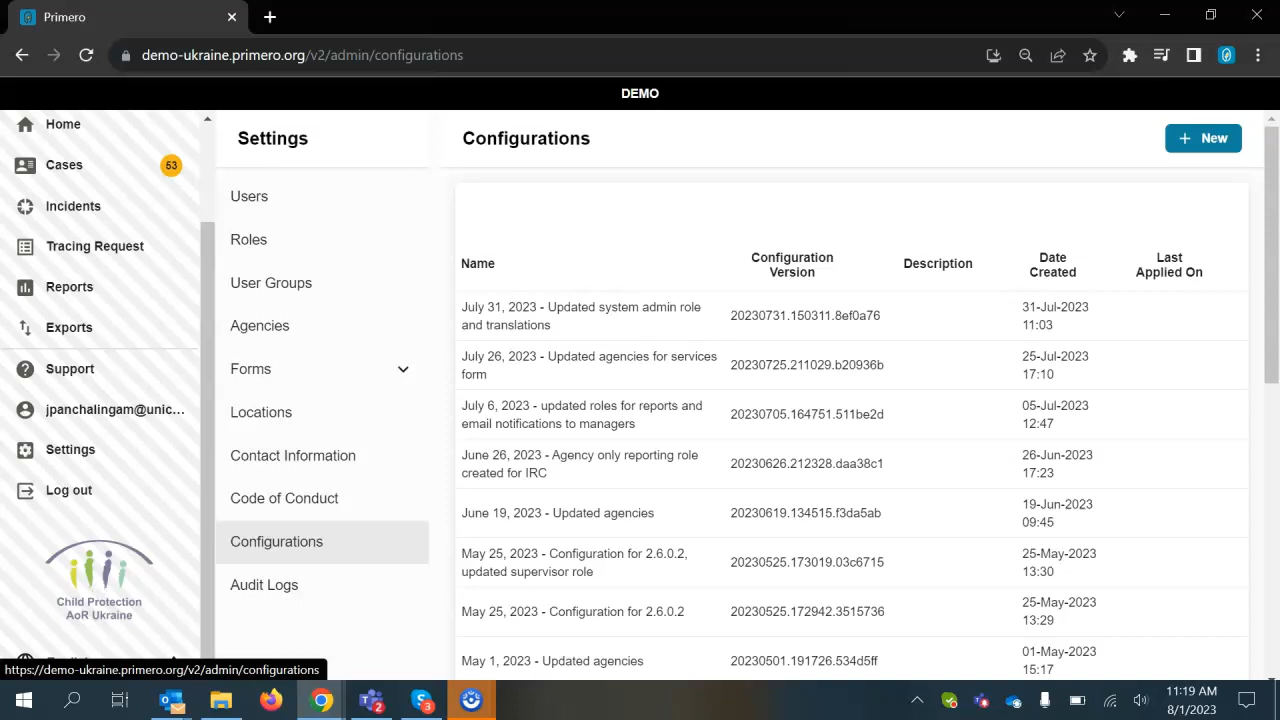 Primero
demo-ukraine.primero.org/v2/admin/configurations
DEMO
Home
Cases
53
Incidents
Tracing Request
Reports
Exports
Support
jpanchalingam@unic...
Settings
Log out
Child Protection
AoR Ukraine
https://demo-ukraine.primero.org/v2/admin/configurations
Settings
Users
Roles
User Groups
Agencies
Forms
Locations
Contact Information
Code of Conduct
Configurations
Audit Logs
Configurations
+ New
Name Configuration Version Description Date Created Last Applied On
July 31, 2023 - Updated system admin role 31-Jul-2023
and translations 20230731.150311.8ef0a76 11:03
July 26, 2023 - Updated agencies for services 25-Jul-2023
form 20230725.211029.b20936b 17:10
July 6, 2023 - updated roles for reports and 05-Jul-2023
email notifications to managers 20230705.164751.511be2d 12:47
June 26, 2023 - Agency only reporting role 26-Jun-2023
created for IRC 20230626.212328.daa38c1 17:23
June 19, 2023 - Updated agencies 20230619.134515.f3da5ab 19-Jun-2023
09:45
May 25, 2023 - Configuration for 2.6.0.2, 25-May-2023
updated supervisor role 20230525.173019.03c6715 13:30
May 25, 2023 - Configuration for 2.6.0.2 20230525.172942.3515736 25-May-2023
13:29
May 1, 2023 - Updated agencies 20230501.191726.534d5ff 01-May-2023
15:17
2
3
11:19 AM
8/1/2023